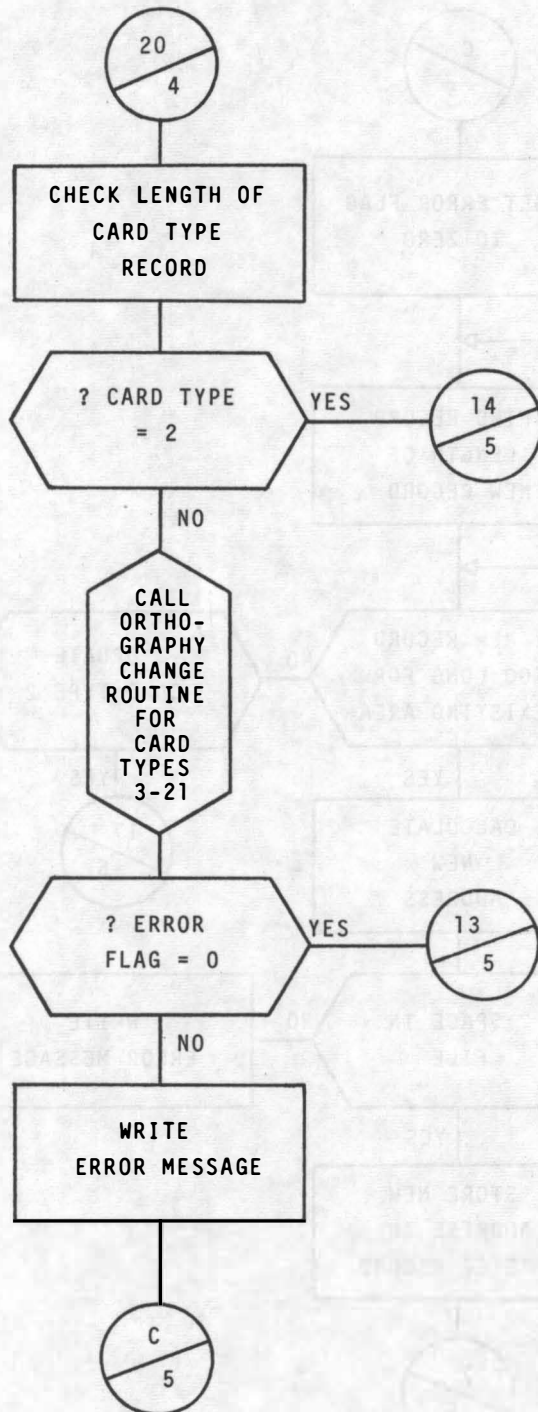 20
4
CHECK LENGTH OF
CARD TYPE
RECORD
? CARD TYPE
= 2
YES
14
5
NO
CALL
ORTHO-
GRAPHY
CHANGE
ROUTINE
FOR
CARD
TYPES
3-21
? ERROR
FLAG = 0
YES
13
5
NO
WRITE
ERROR MESSAGE
C
5